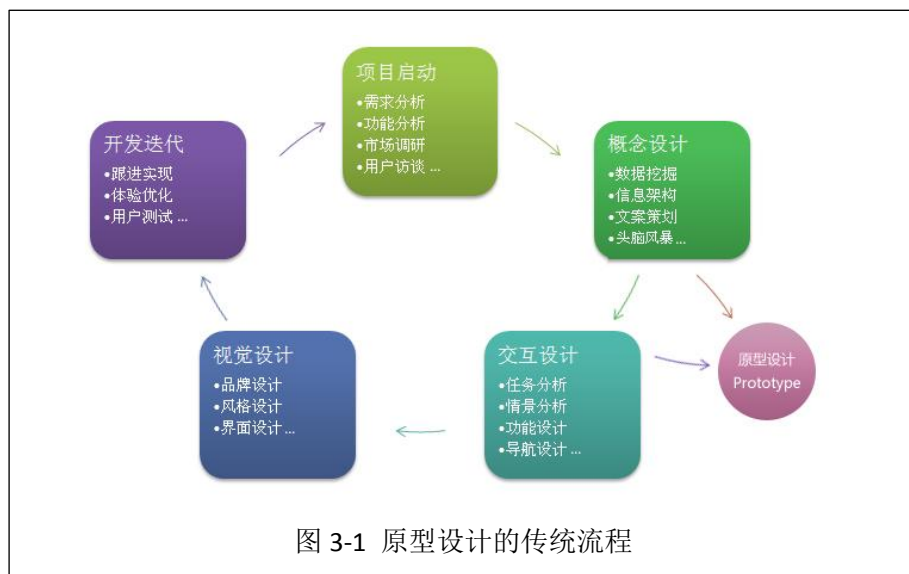 项目启动
•需求分析
•功能分析
•市场调研
•用户访谈 ...
概念设计
•数据挖掘
•信息架构
•文案策划
•头脑风暴 ...
原型设计
Prototype
交互设计
•任务分析
•情景分析
•功能设计
•导航设计 ...
视觉设计
•品牌设计
•风格设计
•界面设计 ...
开发迭代
•跟进实现
•体验优化
•用户测试 ...
图 3-1 原型设计的传统流程